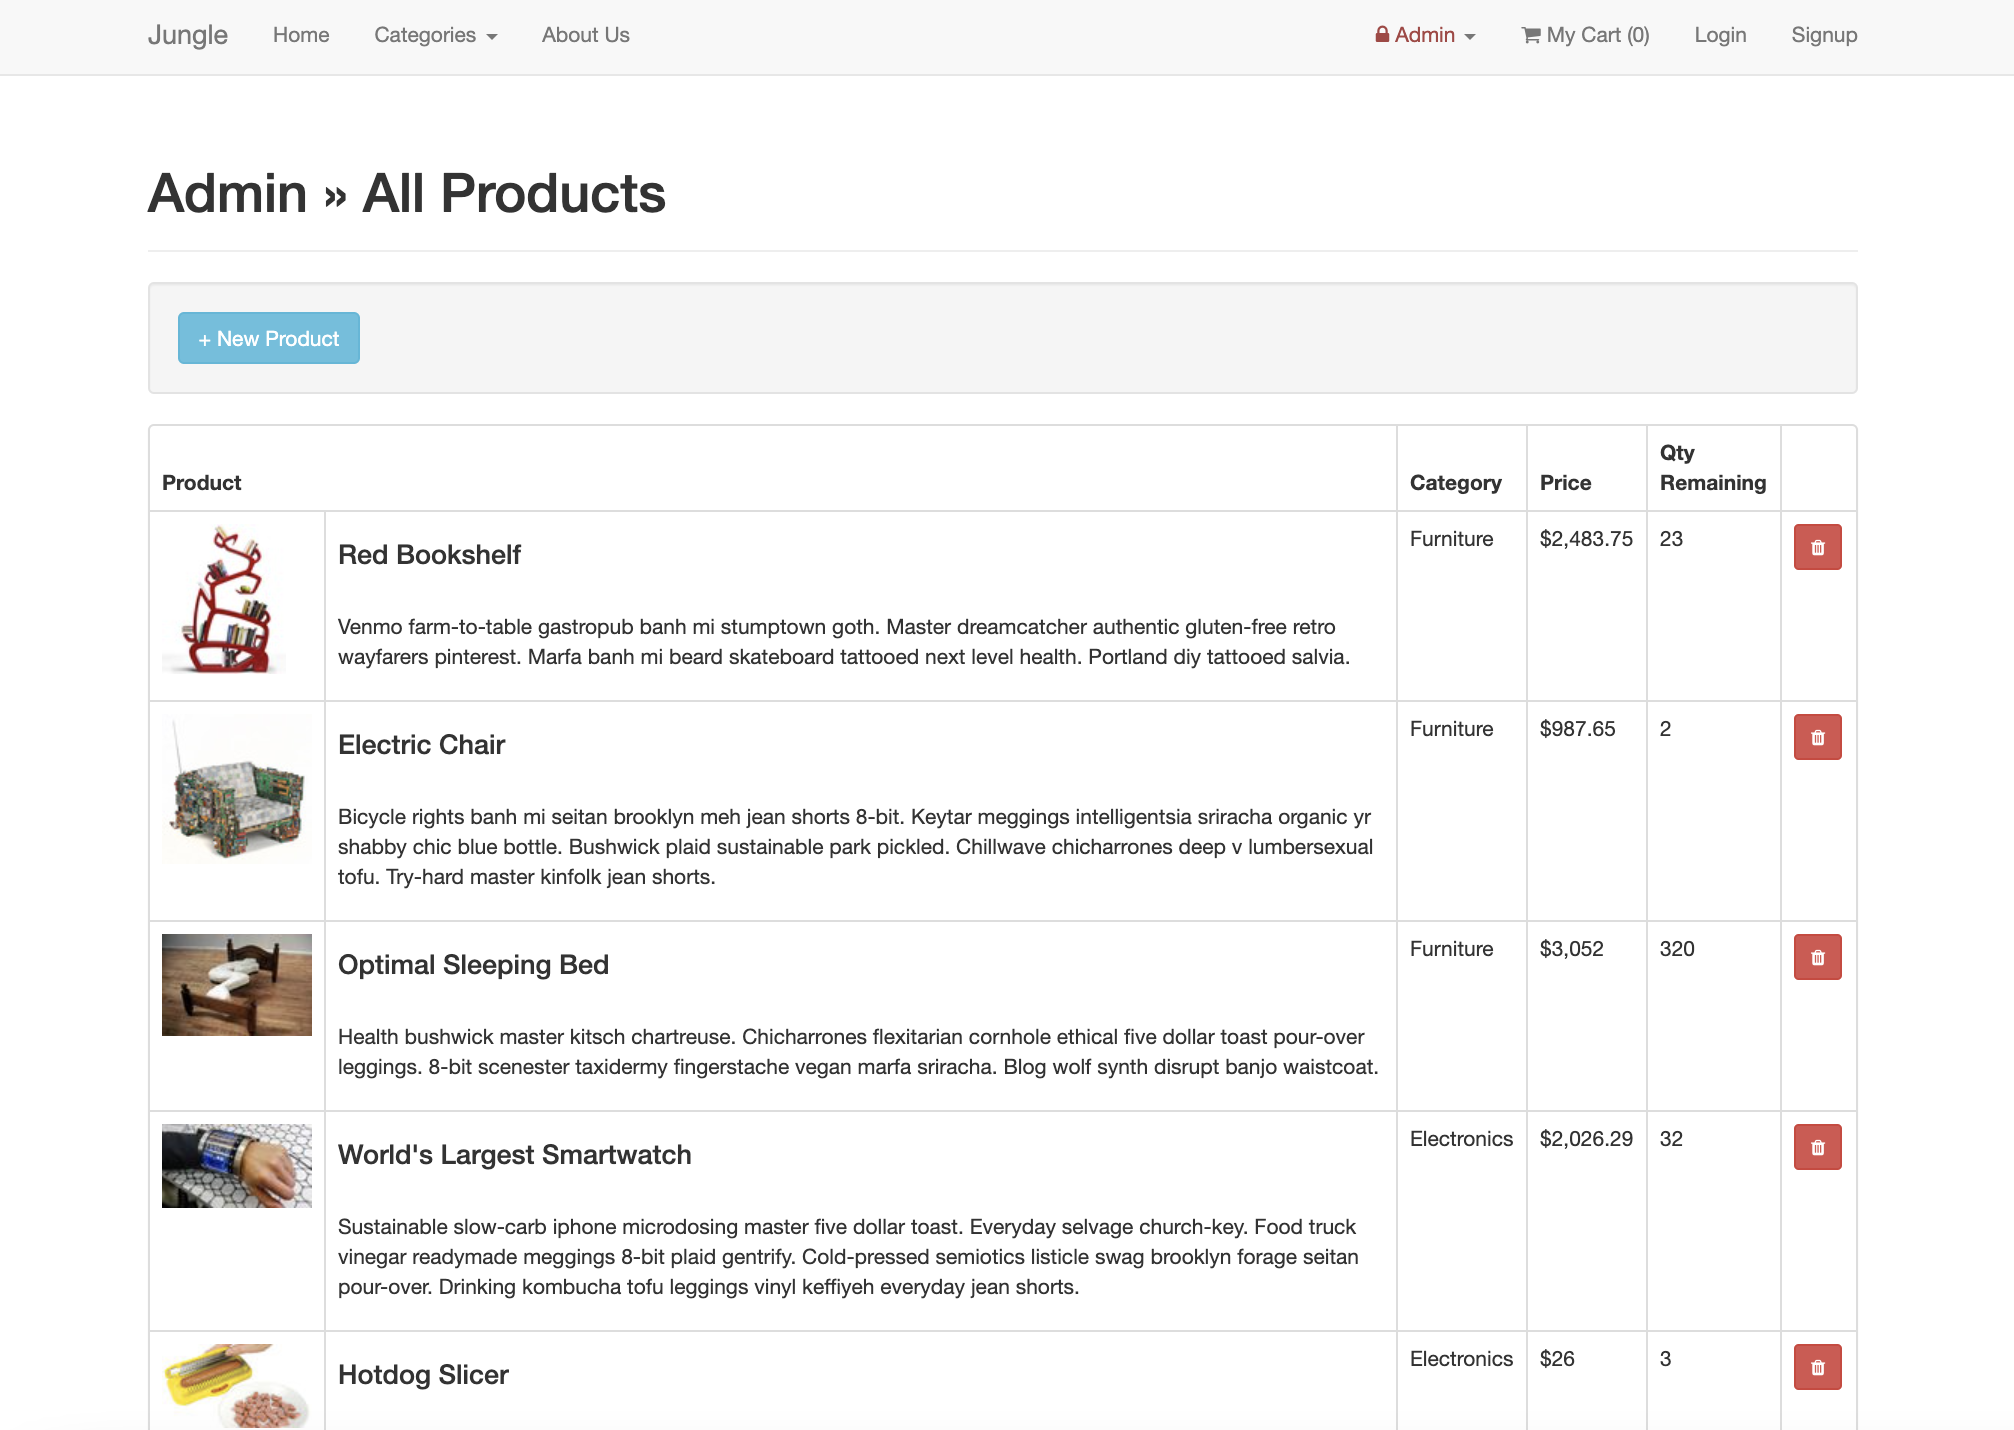 Jungle Home Categories About Us Admin My Cart (0) Login Signup
Admin » All Products
+ New Product
Product Category Price Qty Remaining
Red Bookshelf Furniture $2,483.75 23
Venmo farm-to-table gastropub banh mi stumptown goth. Master dreamcatcher authentic gluten-free retro
wayfarers pinterest. Marfa banh mi beard skateboard tattooed next level health. Portland diy tattooed salvia.
Electric Chair Furniture $987.65 2
Bicycle rights banh mi seitan brooklyn meh jean shorts 8-bit. Keytar meggings intelligentsia sriracha organic yr
shabby chic blue bottle. Bushwick plaid sustainable park pickled. Chillwave chicharrones deep v lumbersexual
tofu. Try-hard master kinfolk jean shorts.
Optimal Sleeping Bed Furniture $3,052 320
Health bushwick master kitsch chartreuse. Chicharrones flexitarian cornhole ethical five dollar toast pour-over
leggings. 8-bit scenester taxidermy fingerstache vegan marfa sriracha. Blog wolf synth disrupt banjo waistcoat.
World's Largest Smartwatch Electronics $2,026.29 32
Sustainable slow-carb iphone microdosing master five dollar toast. Everyday selvage church-key. Food truck
vinegar readymade meggings 8-bit plaid gentrify. Cold-pressed semiotics listicle swag brooklyn forage seitan
pour-over. Drinking kombucha tofu leggings vinyl keffiyeh everyday jean shorts.
Hotdog Slicer Electronics $26 3